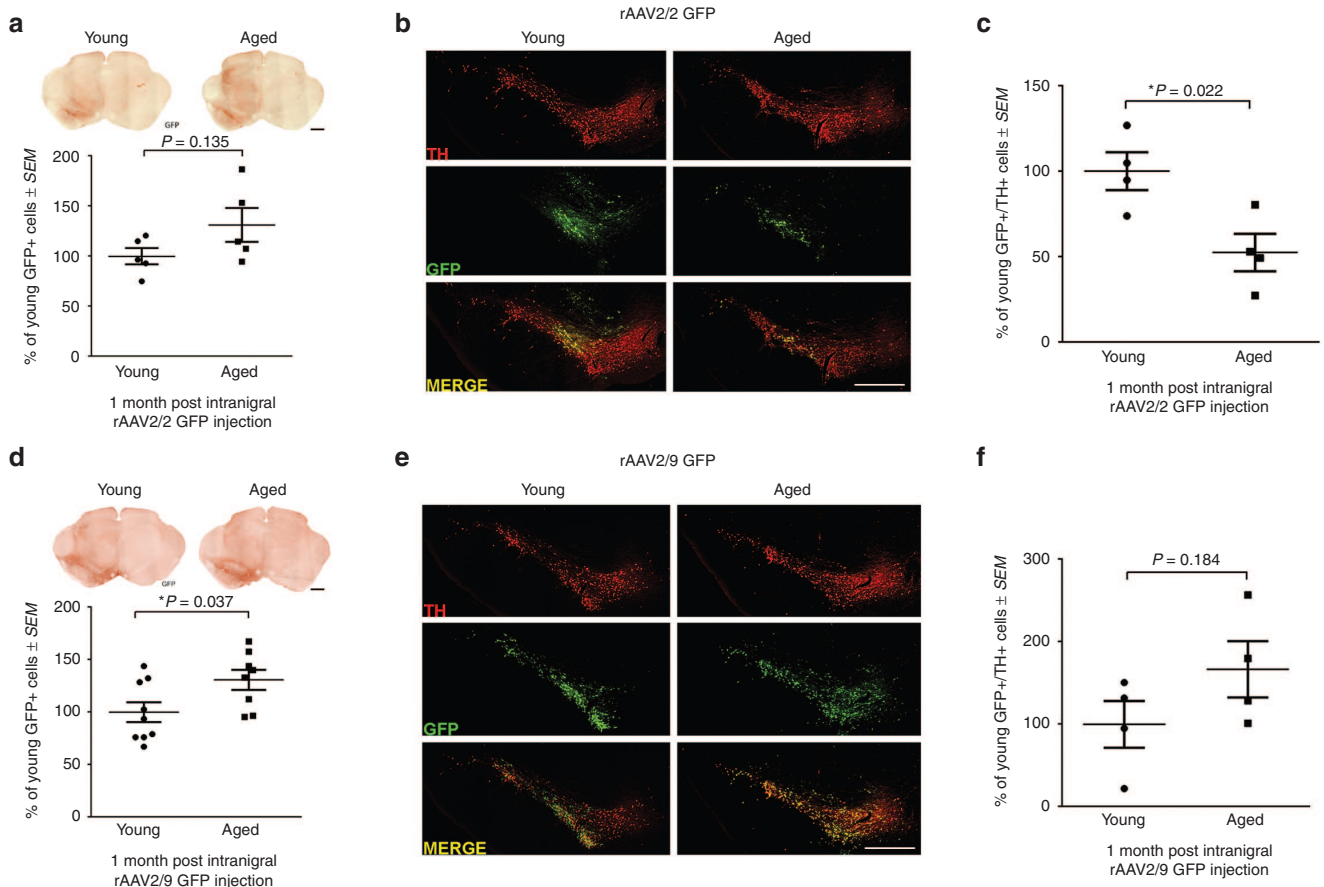 a
Young
Aged
GFP
P = 0.135
% of young GFP+ cells ± SEM
200
150
100
50
0
Young
Aged
1 month post intranigral
rAAV2/2 GFP injection
b
rAAV2/2 GFP
Young
Aged
TH
GFP
MERGE
c
% of young GFP+/TH+ cells ± SEM
150
100
50
0
*P = 0.022
Young
Aged
1 month post intranigral
rAAV2/2 GFP injection
d
Young
Aged
GFP
*P = 0.037
% of young GFP+ cells ± SEM
200
150
100
50
0
Young
Aged
1 month post intranigral
rAAV2/9 GFP injection
e
rAAV2/9 GFP
Young
Aged
TH
GFP
MERGE
f
% of young GFP+/TH+ cells ± SEM
300
200
100
0
P = 0.184
Young
Aged
1 month post intranigral
rAAV2/9 GFP injection